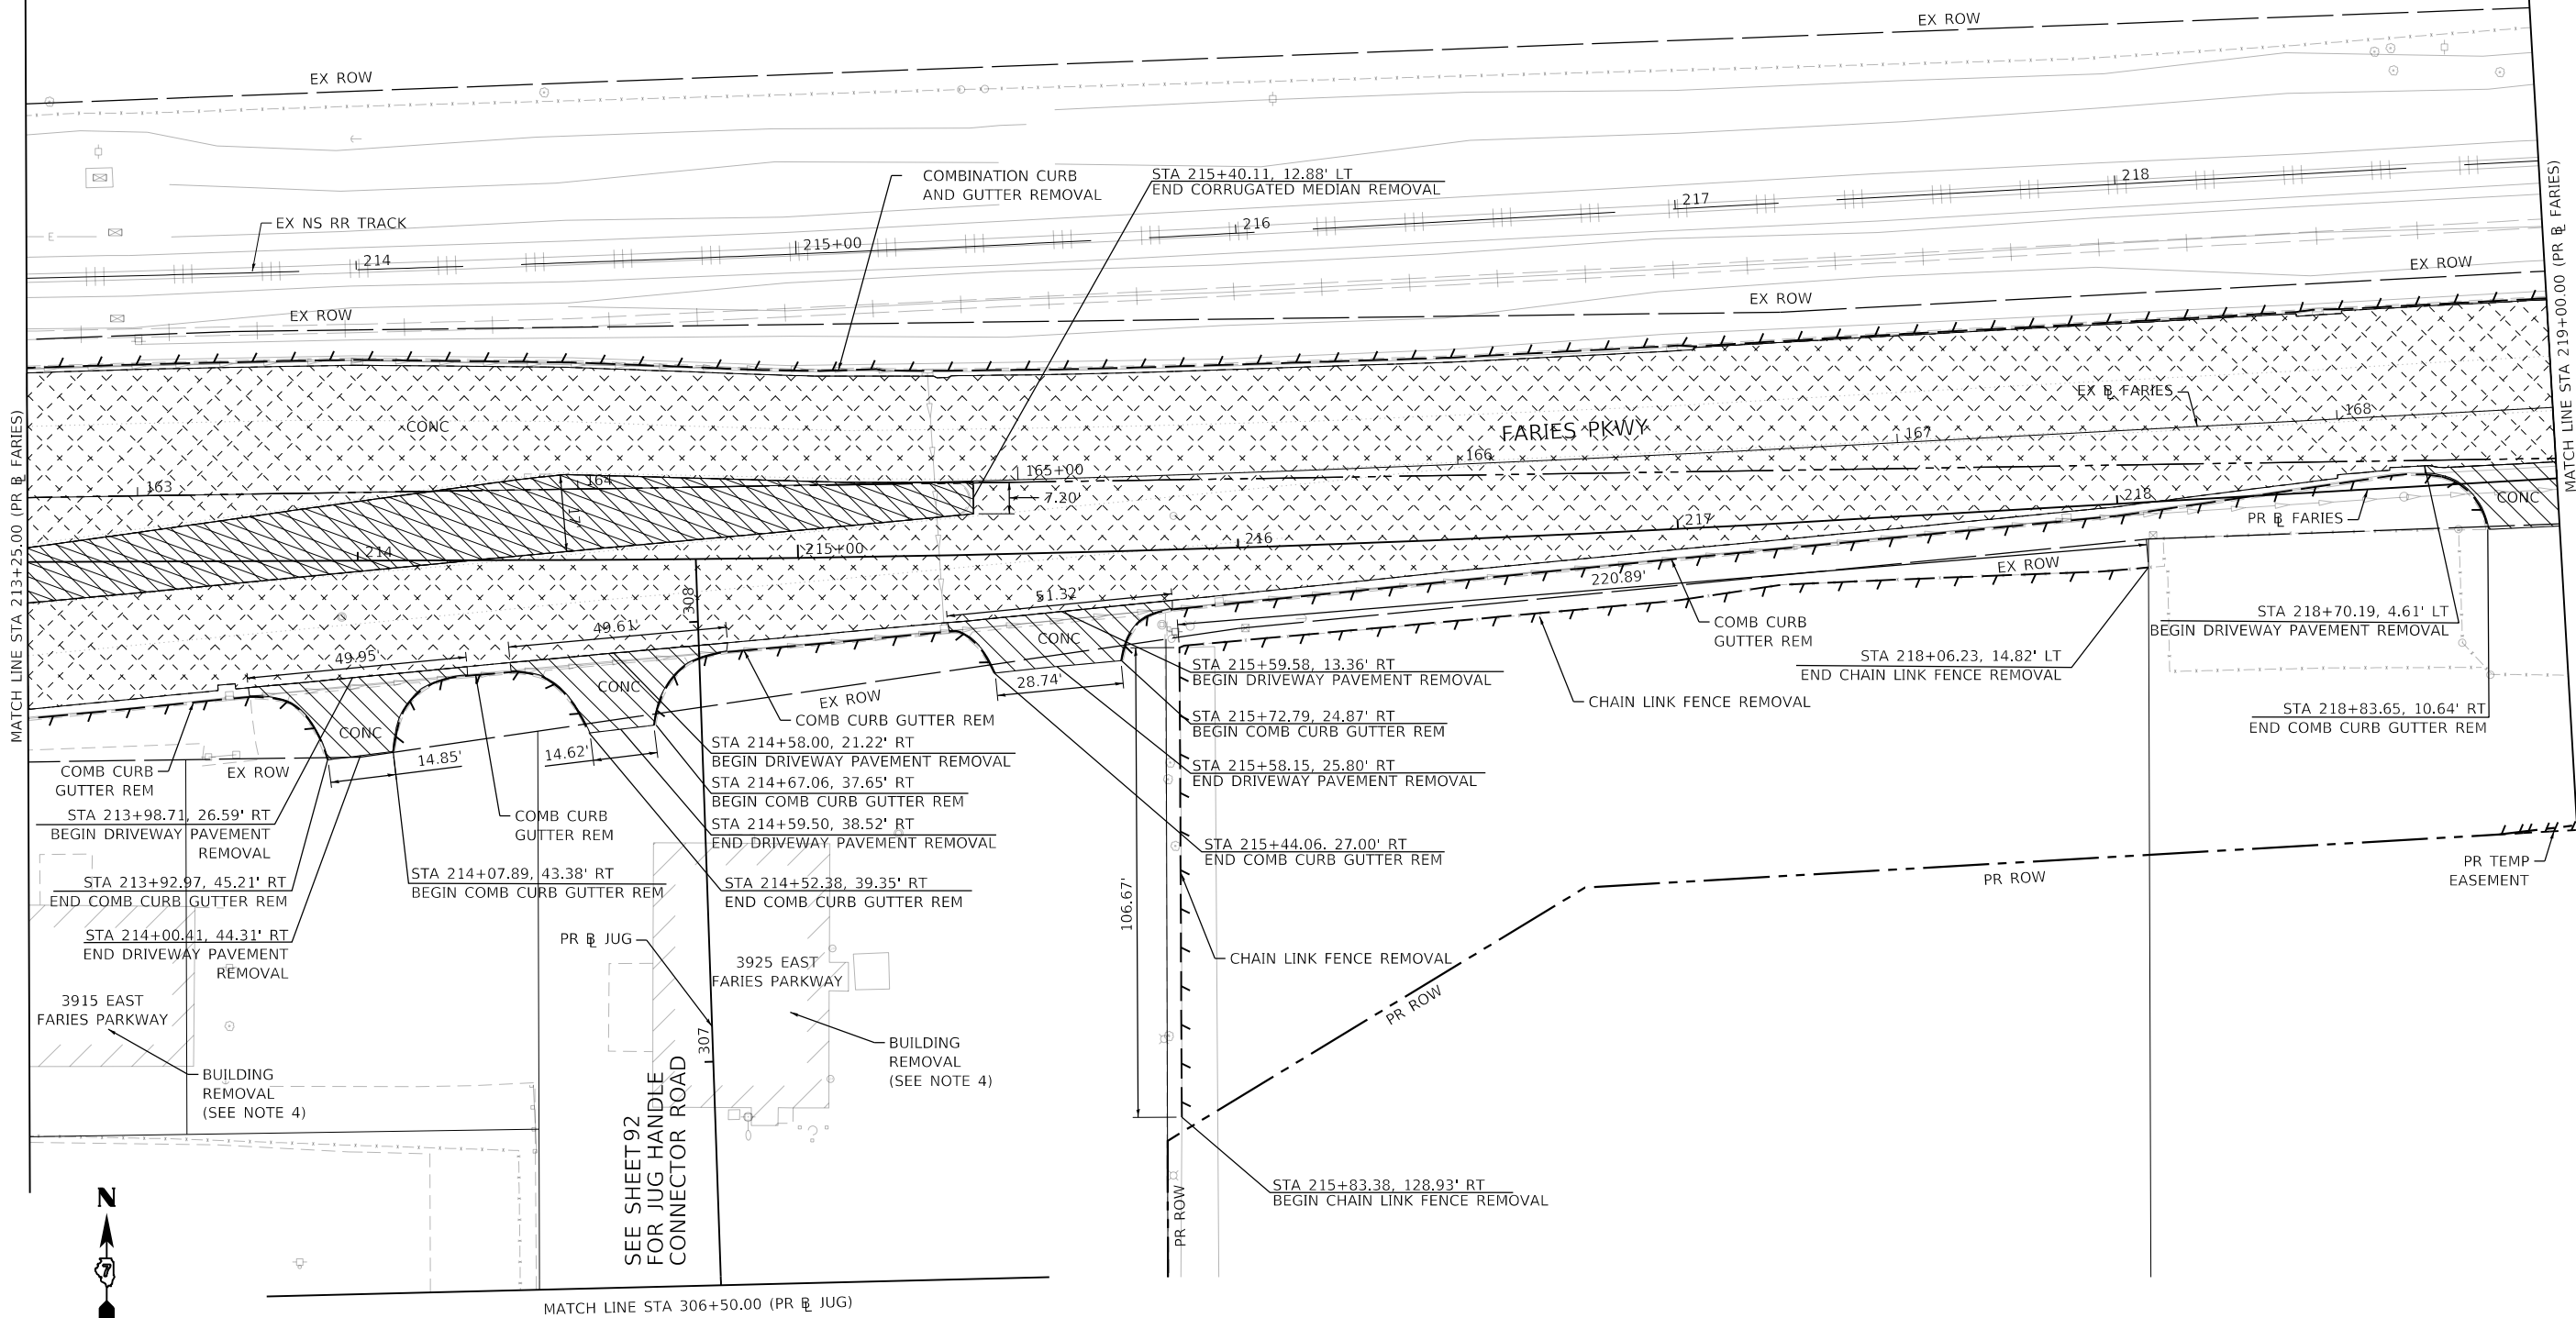 EX ROW
EX ROW
COMBINATION CURB
AND GUTTER REMOVAL
STA 215+40.11, 12.88' LT
END CORRUGATED MEDIAN REMOVAL
218
217
216
215+00
214
EX NS RR TRACK
E
EX ROW
EX ROW
EX ROW
MATCH LINE STA 213+25.00 (PR BL FARIES)
MATCH LINE STA 219+00.00 (PR BL FARIES)
CONC
FARIES PKWY
EX BL FARIES
163
164
165+00
166
167
168
7.20'
17'
214
215+00
216
217
218
PR BL FARIES
CONC
308
51.32'
220.89'
EX ROW
49.61'
49.95'
CONC
CONC
CONC
28.74'
EX ROW
COMB CURB
GUTTER REM
STA 218+70.19, 4.61' LT
BEGIN DRIVEWAY PAVEMENT REMOVAL
STA 218+06.23, 14.82' LT
END CHAIN LINK FENCE REMOVAL
STA 215+59.58, 13.36' RT
BEGIN DRIVEWAY PAVEMENT REMOVAL
CHAIN LINK FENCE REMOVAL
STA 215+72.79, 24.87' RT
BEGIN COMB CURB GUTTER REM
STA 218+83.65, 10.64' RT
END COMB CURB GUTTER REM
COMB CURB GUTTER REM
STA 214+58.00, 21.22' RT
BEGIN DRIVEWAY PAVEMENT REMOVAL
14.85'
14.62'
COMB CURB
GUTTER REM
EX ROW
STA 215+58.15, 25.80' RT
END DRIVEWAY PAVEMENT REMOVAL
STA 214+67.06, 37.65' RT
BEGIN COMB CURB GUTTER REM
STA 213+98.71, 26.59' RT
BEGIN DRIVEWAY PAVEMENT
REMOVAL
COMB CURB
GUTTER REM
STA 214+59.50, 38.52' RT
END DRIVEWAY PAVEMENT REMOVAL
STA 215+44.06. 27.00' RT
END COMB CURB GUTTER REM
STA 213+92.97, 45.21' RT
END COMB CURB GUTTER REM
STA 214+07.89, 43.38' RT
BEGIN COMB CURB GUTTER REM
STA 214+52.38, 39.35' RT
END COMB CURB GUTTER REM
PR TEMP
EASEMENT
PR ROW
106.67'
STA 214+00.41, 44.31' RT
END DRIVEWAY PAVEMENT
REMOVAL
PR BL JUG
3925 EAST
FARIES PARKWAY
CHAIN LINK FENCE REMOVAL
3915 EAST
FARIES PARKWAY
PR ROW
307
BUILDING
REMOVAL
(SEE NOTE 4)
BUILDING
REMOVAL
(SEE NOTE 4)
SEE SHEET 92
FOR JUG HANDLE
CONNECTOR ROAD
?
STA 215+83.38, 128.93' RT
BEGIN CHAIN LINK FENCE REMOVAL
PR ROW
N
7
MATCH LINE STA 306+50.00 (PR BL JUG)